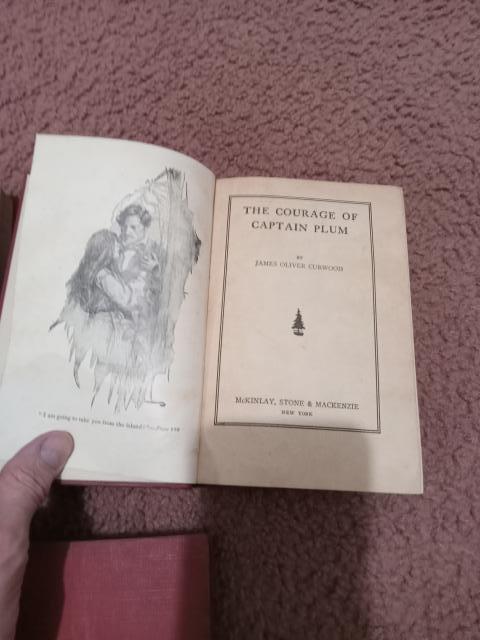 "I am going to take you from the island!"—Page
THE COURAGE OF
CAPTAIN PLUM
BY
JAMES OLIVER CURWOOD
McKINLAY, STONE & MACKENZIE
NEW YORK